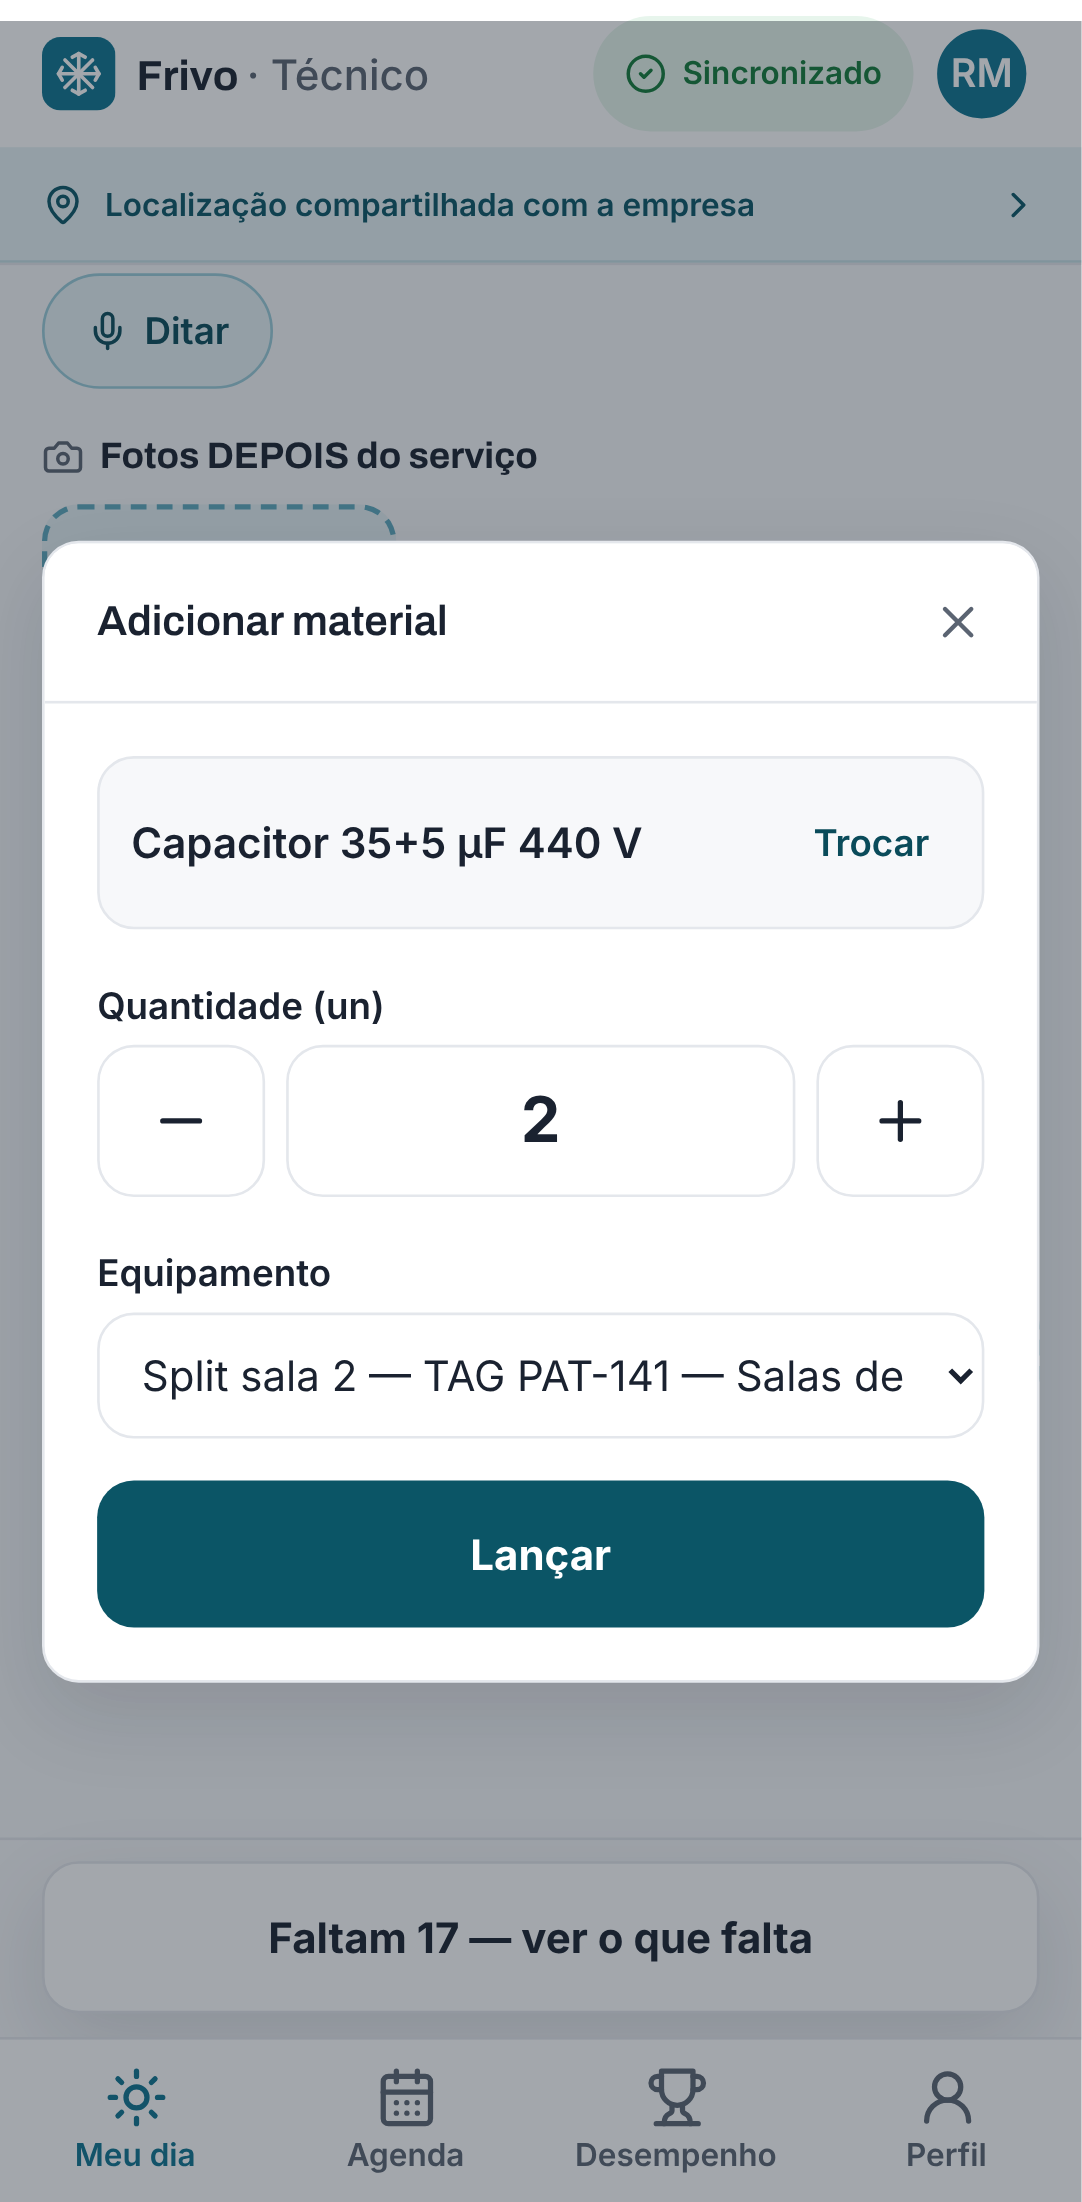 Frivo · Técnico
Sincronizado
RM
Localização compartilhada com a empresa
Ditar
Fotos DEPOIS do serviço
Adicionar material
Capacitor 35+5 µF 440 V
Trocar
Quantidade (un)
2
Equipamento
Split sala 2 — TAG PAT-141 — Salas de
Lançar
Faltam 17 — ver o que falta
Meu dia
Agenda
Desempenho
Perfil